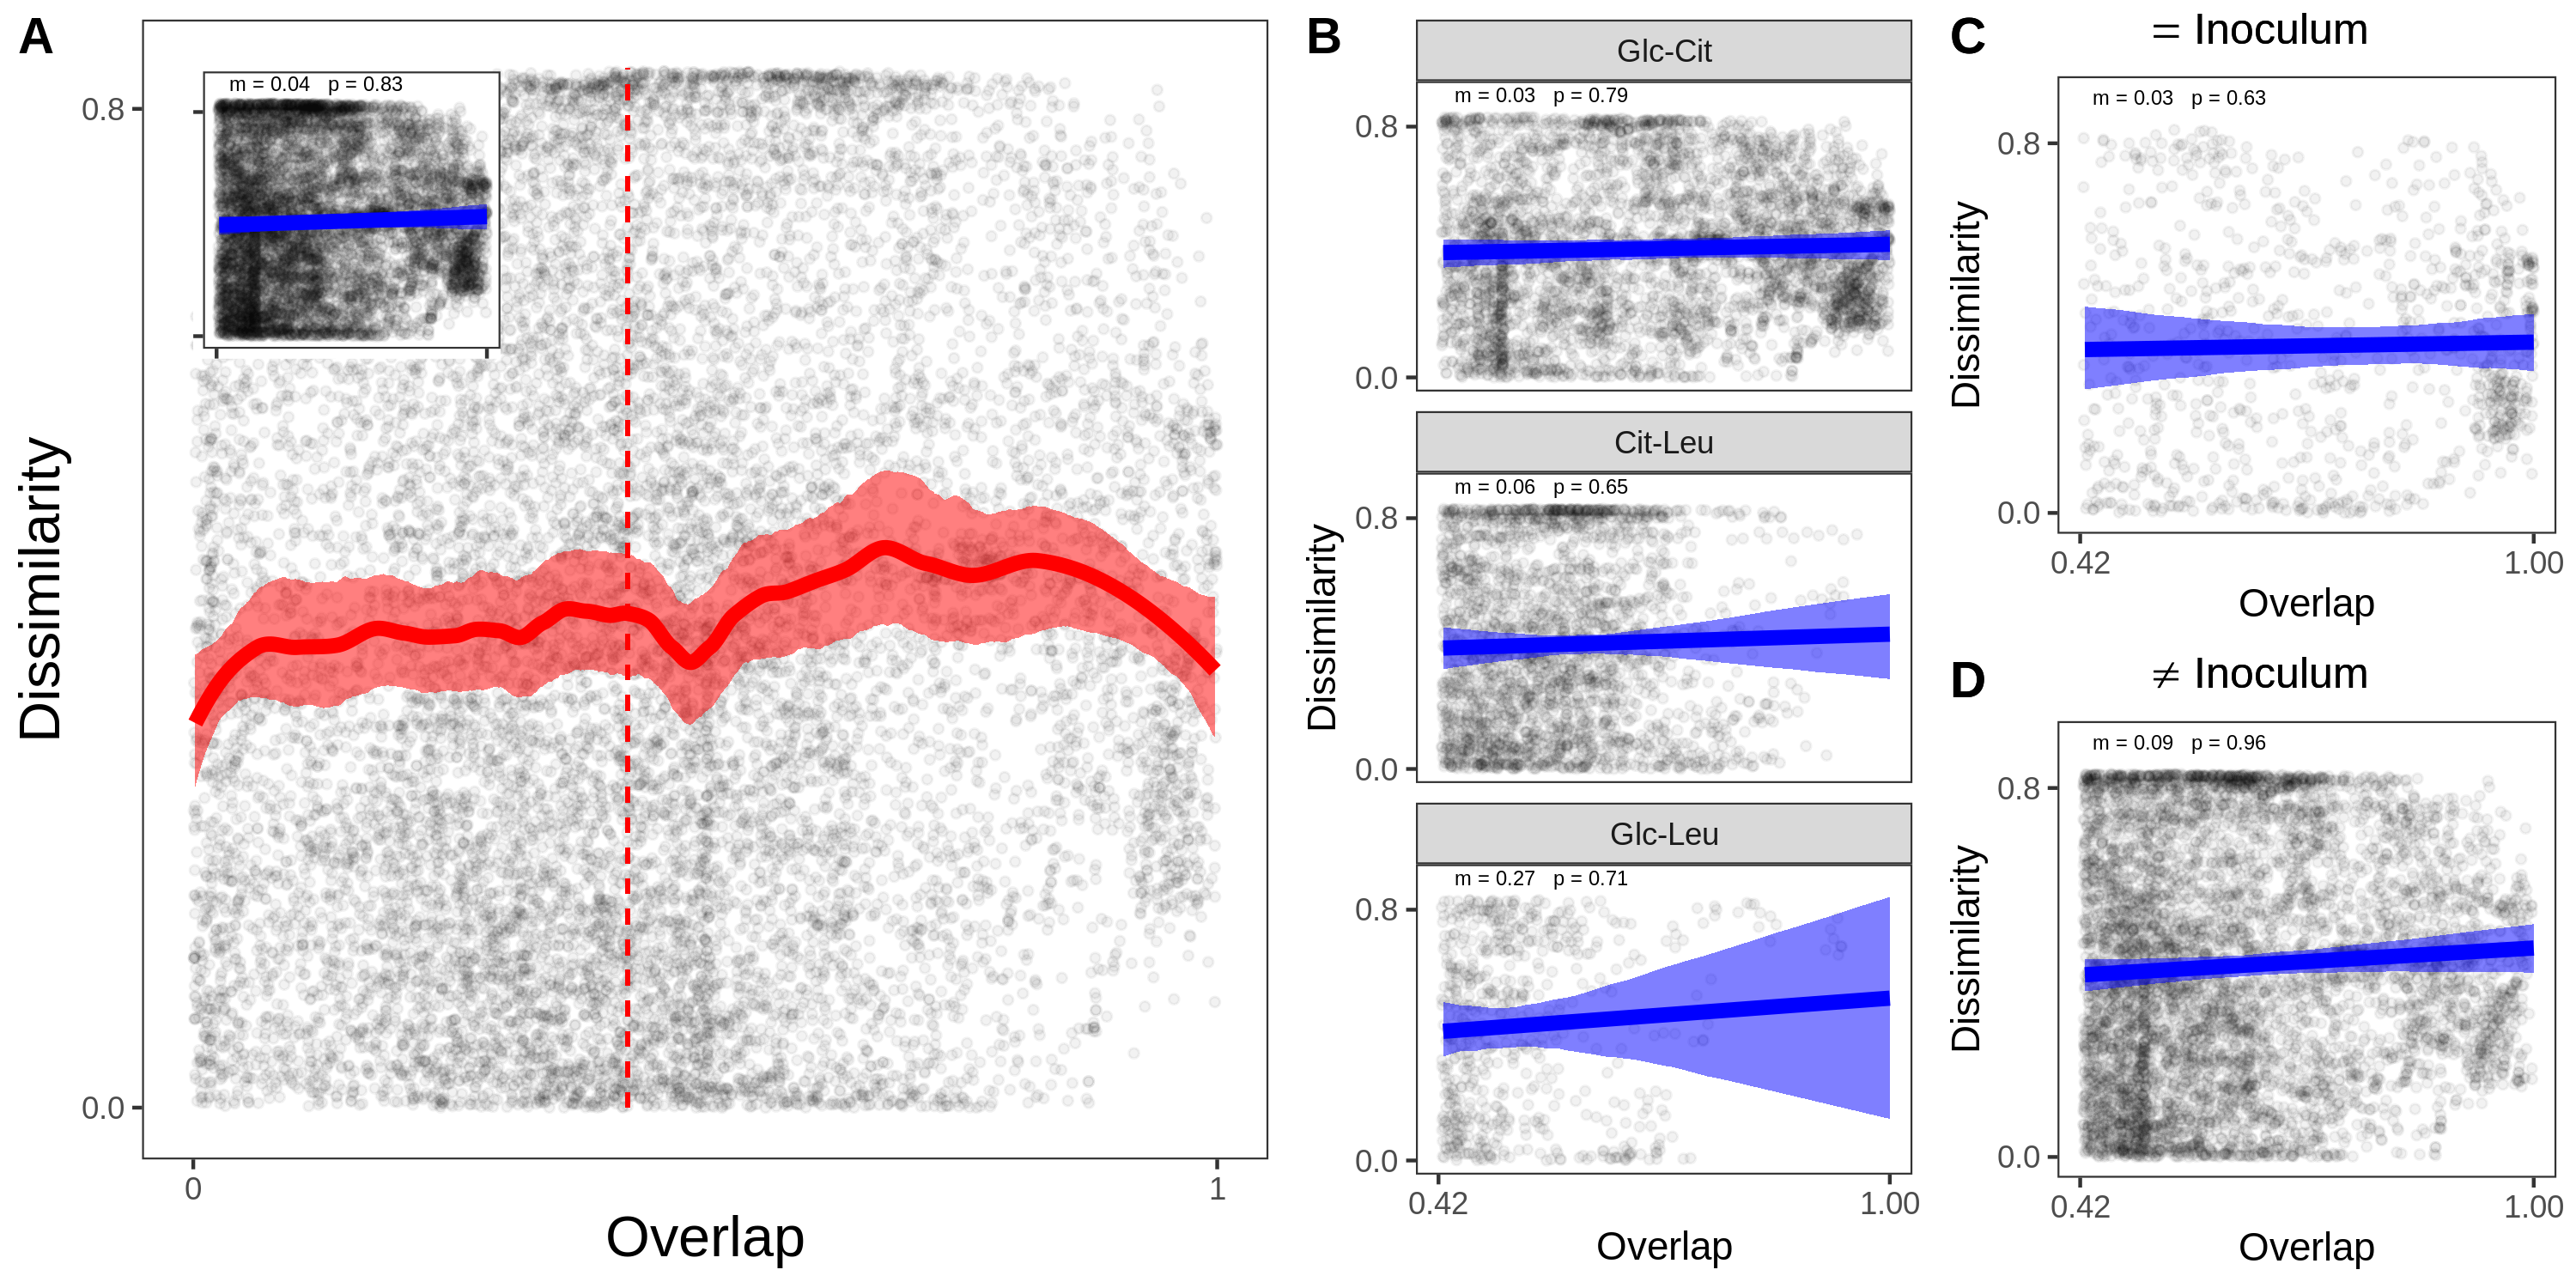 A
m = 0.04 p = 0.83
0.8
0.0
Dissimilarity
0
1
Overlap
B
Glc-Cit
m = 0.03 p = 0.79
0.8
0.0
Cit-Leu
m = 0.06 p = 0.65
0.8
0.0
Dissimilarity
Glc-Leu
m = 0.27 p = 0.71
0.8
0.0
0.42
1.00
Overlap
C
= Inoculum
m = 0.03 p = 0.63
0.8
0.0
Dissimilarity
0.42
1.00
Overlap
D
≠ Inoculum
m = 0.09 p = 0.96
0.8
0.0
Dissimilarity
0.42
1.00
Overlap